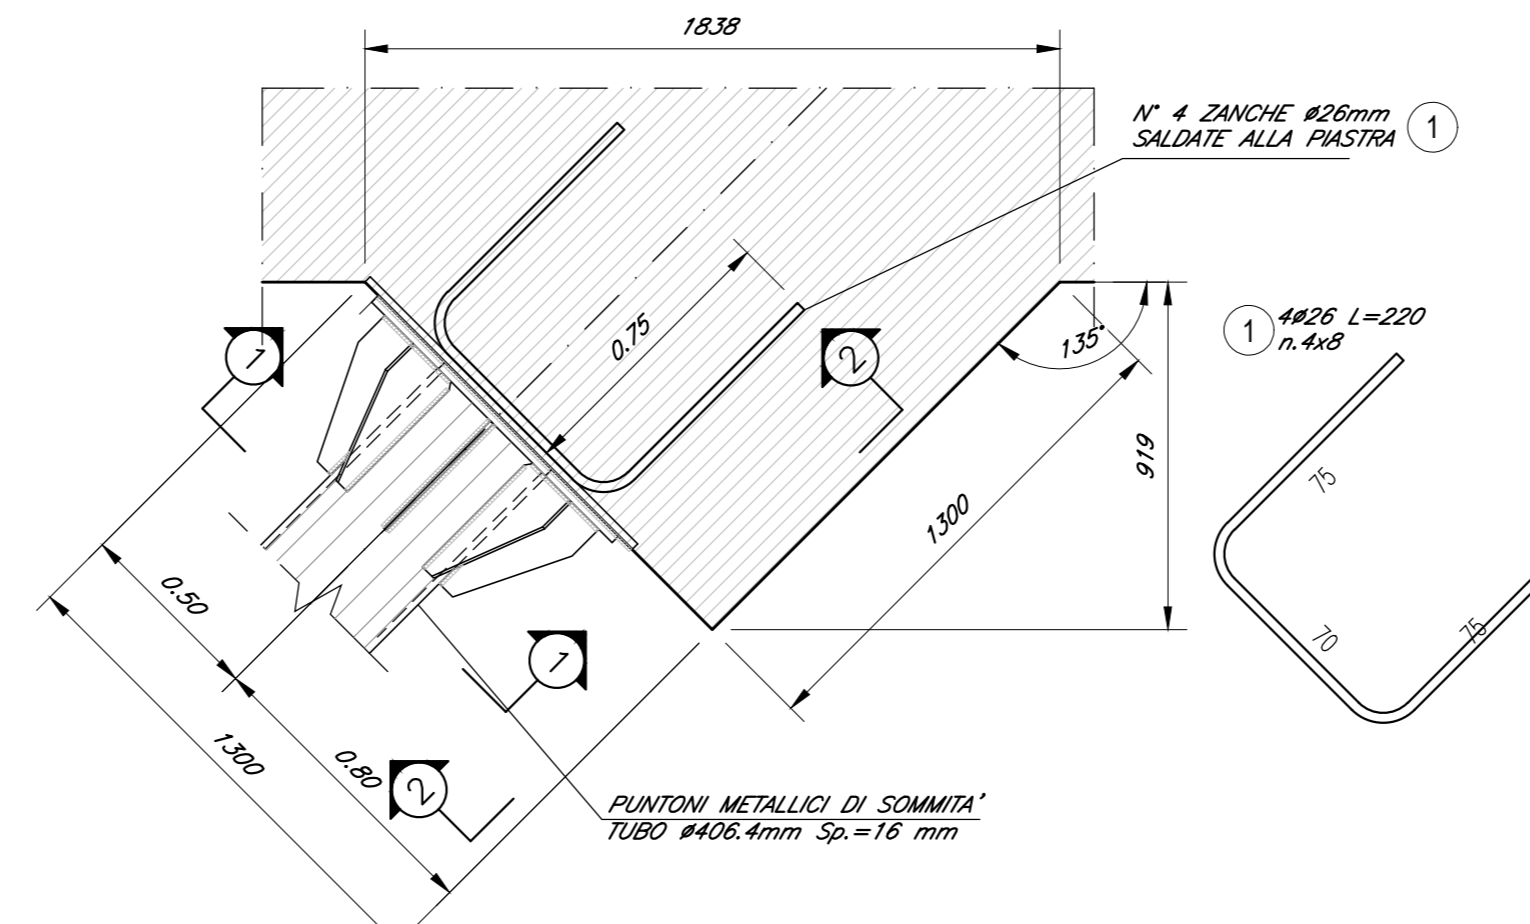 1838
N° 4 ZANCHE ø26mm
SALDATE ALLA PIASTRA
1
1
0.75
2
135°
1
4ø26 L=220
n.4x8
919
1300
75
0.50
70
75
1
1300
0.80
2
PUNTONI METALLICI DI SOMMITA'
TUBO ø406.4mm Sp.=16 mm